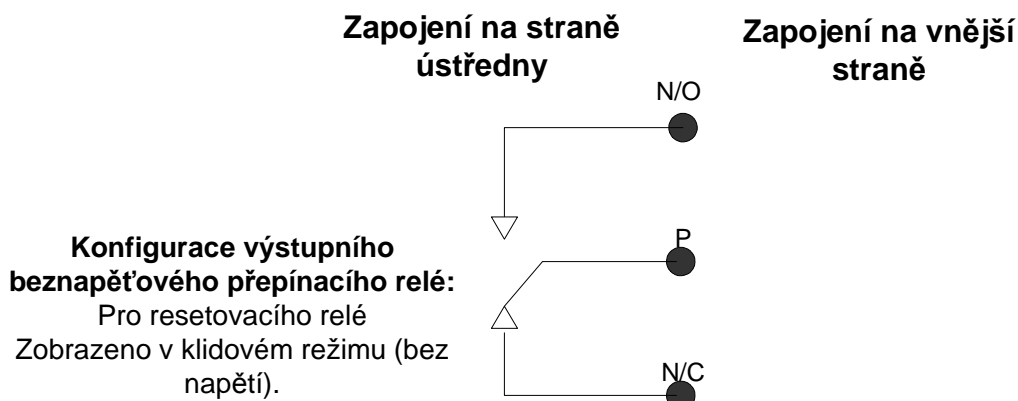 Zapojení na straně
ústředny
Zapojení na vnější
straně
N/O
P
Konfigurace výstupního
beznapěťového přepínacího relé:
Pro resetovacího relé
Zobrazeno v klidovém režimu (bez
napětí).
N/C